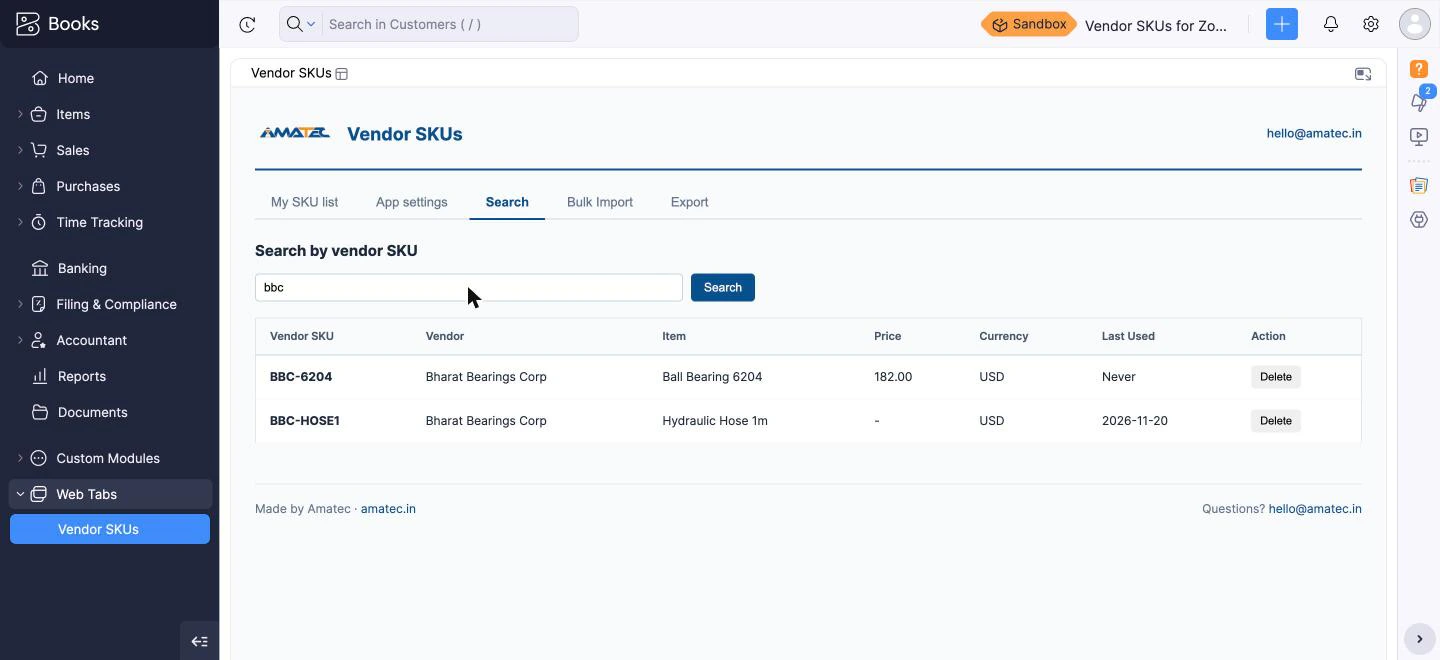 Books
Search in Customers ( / )
Sandbox
Vendor SKUs for Zo...
Home
Items
Sales
Purchases
Time Tracking
Banking
Filing & Compliance
Accountant
Reports
Documents
Custom Modules
Web Tabs
Vendor SKUs
Vendor SKUs
AMATEC
Vendor SKUs
hello@amatec.in
My SKU list App settings Search Bulk Import Export
Search by vendor SKU
bbc Search
Vendor SKU Vendor Item Price Currency Last Used Action
BBC-6204 Bharat Bearings Corp Ball Bearing 6204 182.00 USD Never Delete
BBC-HOSE1 Bharat Bearings Corp Hydraulic Hose 1m - USD 2026-11-20 Delete
Made by Amatec · amatec.in Questions? hello@amatec.in
?
2